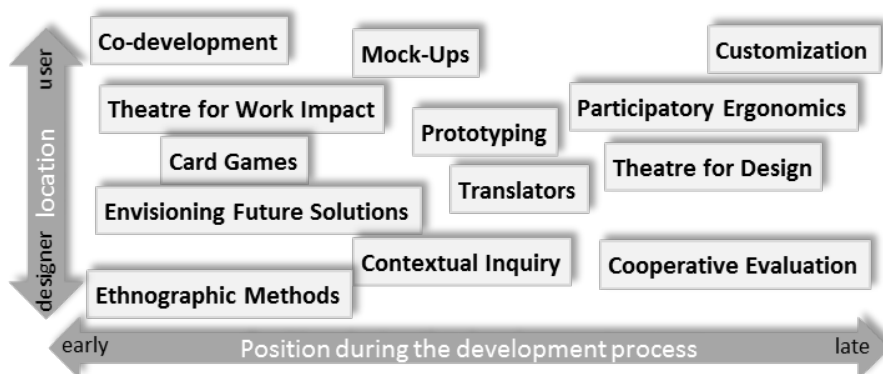 Co-development
Mock-Ups
Customization
user
Theatre for Work Impact
Participatory Ergonomics
Prototyping
location
Card Games
Theatre for Design
Translators
Envisioning Future Solutions
designer
Contextual Inquiry
Cooperative Evaluation
Ethnographic Methods
early
Position during the development process
late